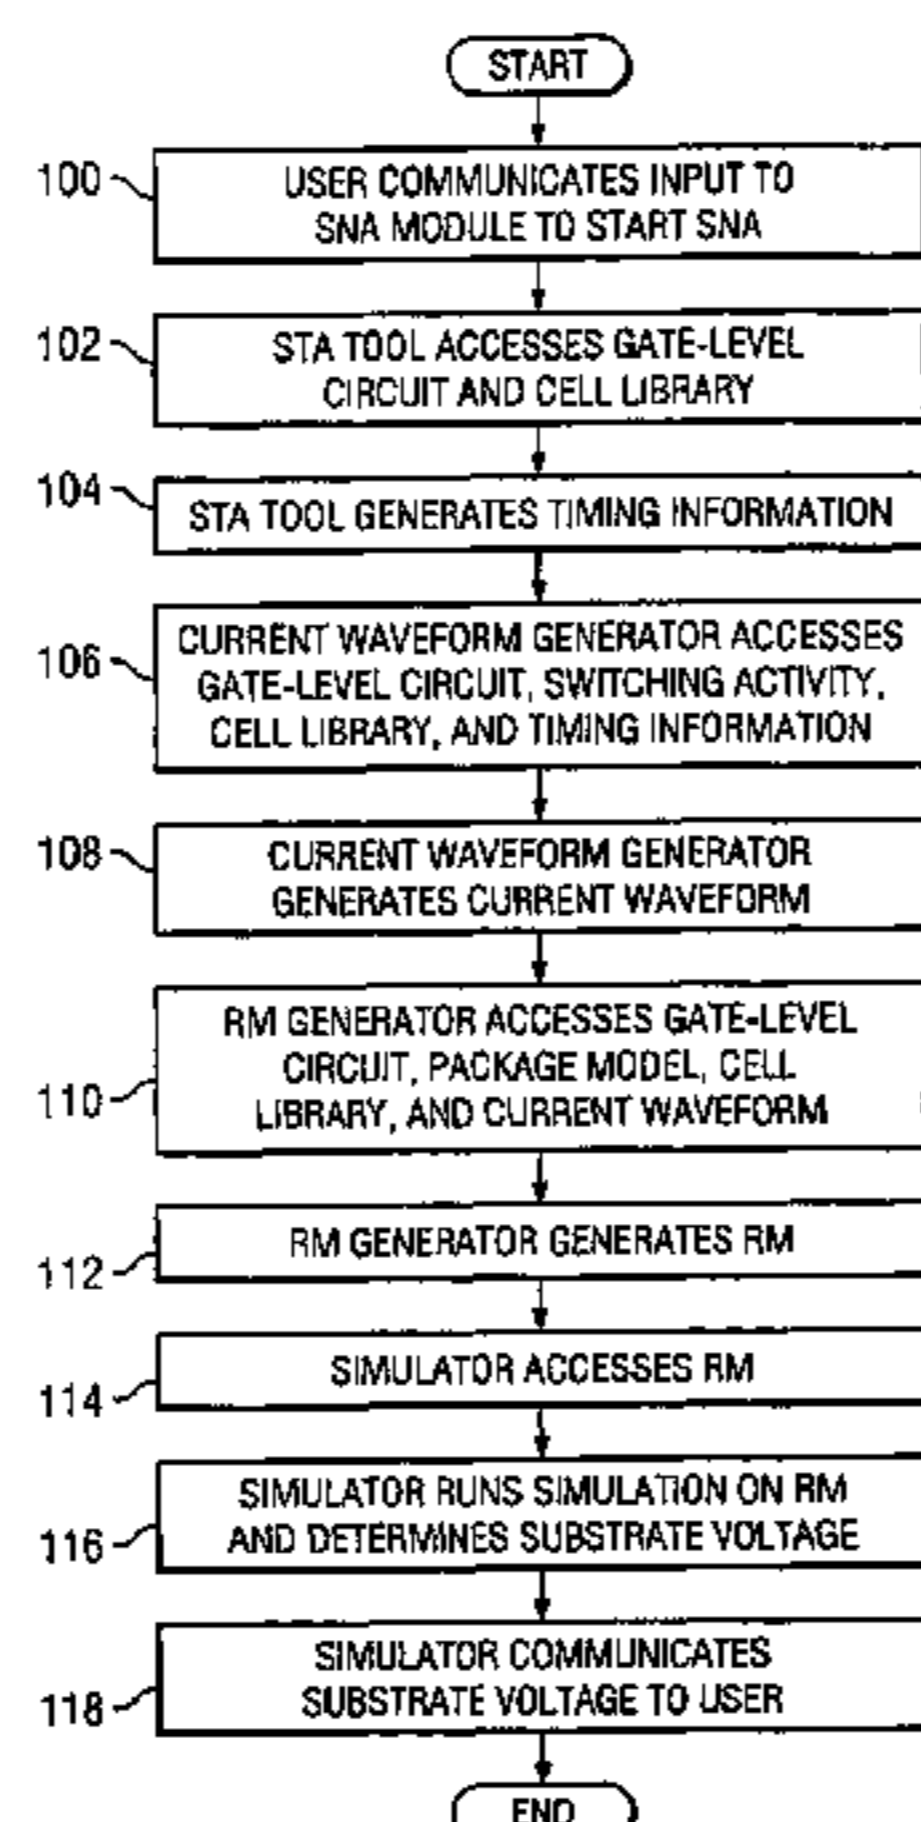 START
100
USER COMMUNICATES INPUT TO
SNA MODULE TO START SNA
102
STA TOOL ACCESSES GATE-LEVEL
CIRCUIT AND CELL LIBRARY
104
STA TOOL GENERATES TIMING INFORMATION
106
CURRENT WAVEFORM GENERATOR ACCESSES
GATE-LEVEL CIRCUIT, SWITCHING ACTIVITY,
CELL LIBRARY, AND TIMING INFORMATION
108
CURRENT WAVEFORM GENERATOR
GENERATES CURRENT WAVEFORM
110
RM GENERATOR ACCESSES GATE-LEVEL
CIRCUIT, PACKAGE MODEL, CELL
LIBRARY, AND CURRENT WAVEFORM
112
RM GENERATOR GENERATES RM
114
SIMULATOR ACCESSES RM
116
SIMULATOR RUNS SIMULATION ON RM
AND DETERMINES SUBSTRATE VOLTAGE
118
SIMULATOR COMMUNICATES
SUBSTRATE VOLTAGE TO USER
END